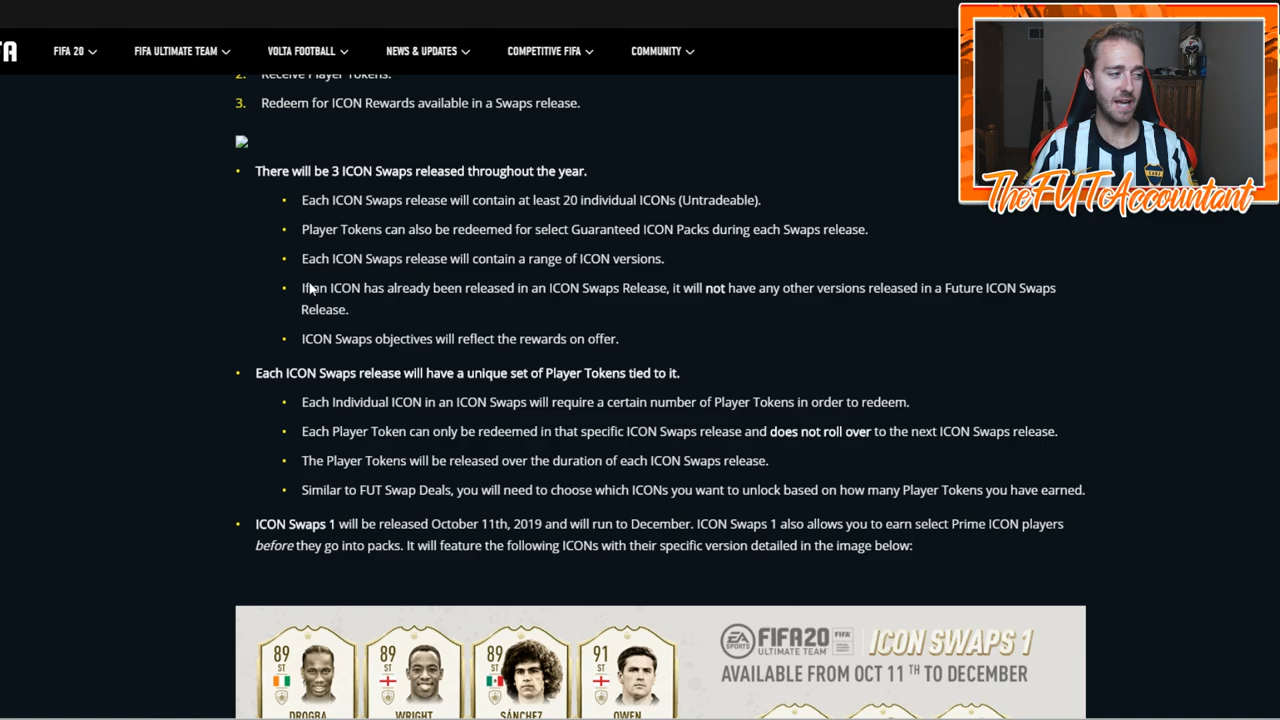 TA
FIFA 20
FIFA ULTIMATE TEAM
VOLTA FOOTBALL
NEWS & UPDATES
COMPETITIVE FIFA
COMMUNITY
TheFUTAccountant
2. Receive Player Tokens.
3. Redeem for ICON Rewards available in a Swaps release.
There will be 3 ICON Swaps released throughout the year.
Each ICON Swaps release will contain at least 20 individual ICONs (Untradeable).
Player Tokens can also be redeemed for select Guaranteed ICON Packs during each Swaps release.
Each ICON Swaps release will contain a range of ICON versions.
If an ICON has already been released in an ICON Swaps Release, it will not have any other versions released in a Future ICON Swaps
Release.
ICON Swaps objectives will reflect the rewards on offer.
Each ICON Swaps release will have a unique set of Player Tokens tied to it.
Each Individual ICON in an ICON Swaps will require a certain number of Player Tokens in order to redeem.
Each Player Token can only be redeemed in that specific ICON Swaps release and does not roll over to the next ICON Swaps release.
The Player Tokens will be released over the duration of each ICON Swaps release.
Similar to FUT Swap Deals, you will need to choose which ICONs you want to unlock based on how many Player Tokens you have earned.
ICON Swaps 1 will be released October 11th, 2019 and will run to December. ICON Swaps 1 also allows you to earn select Prime ICON players
before they go into packs. It will feature the following ICONs with their specific version detailed in the image below:
89 ST DROGBA
89 ST WRIGHT
89 ST SÁNCHEZ
91 ST OWEN
EA SPORTS FIFA20 ULTIMATE TEAM FIFA ICON SWAPS 1
AVAILABLE FROM OCT 11 TH TO DECEMBER